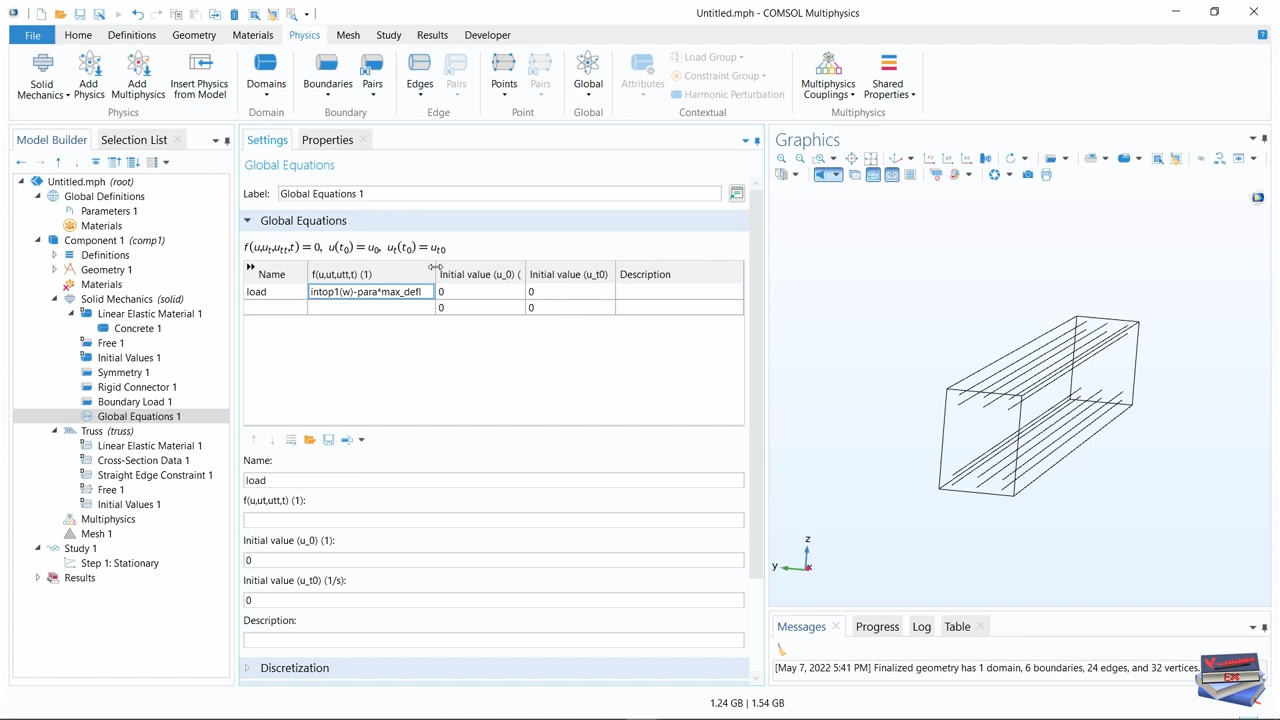 Untitled.mph - COMSOL Multiphysics
File Home Definitions Geometry Materials Physics Mesh Study Results Developer
Solid Mechanics Add Physics Add Multiphysics Insert Physics from Model Domains Boundaries Pairs Edges Pairs Points Pairs Global Attributes Load Group Constraint Group Harmonic Perturbation Multiphysics Couplings Shared Properties
Physics Domain Boundary Edge Point Global Contextual Multiphysics
Model Builder Selection List
Untitled.mph (root)
Global Definitions
Parameters 1
Materials
Component 1 (comp1)
Definitions
Geometry 1
Materials
Solid Mechanics (solid)
Linear Elastic Material 1
Concrete 1
Free 1
Initial Values 1
Symmetry 1
Rigid Connector 1
Boundary Load 1
Global Equations 1
Truss (truss)
Linear Elastic Material 1
Cross-Section Data 1
Straight Edge Constraint 1
Free 1
Initial Values 1
Multiphysics
Mesh 1
Study 1
Step 1: Stationary
Results
Settings Properties
Global Equations
Label: Global Equations 1
Global Equations
f(u,uₜ,uₜₜ,t) = 0, u(t₀) = u₀, uₜ(t₀) = uₜ₀
Name f(u,ut,utt,t) (1) Initial value (u_0) ( Initial value (u_t0) Description
load intop1(w)-para*max_defl 0 0
0 0
Name:
load
f(u,ut,utt,t) (1):
Initial value (u_0) (1):
0
Initial value (u_t0) (1/s):
0
Description:
Discretization
Graphics
z
y x
Messages Progress Log Table
[May 7, 2022 5:41 PM] Finalized geometry has 1 domain, 6 boundaries, 24 edges, and 32 vertices.
1.24 GB | 1.54 GB